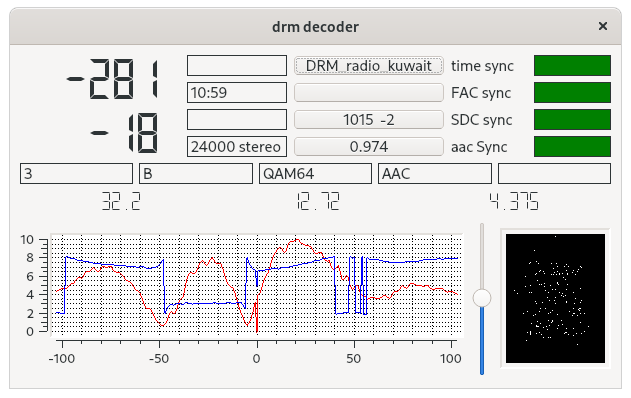 drm decoder ×
-281 DRM_radio_kuwait time sync
10:59 FAC sync
-18 1015 -2 SDC sync
24000 stereo 0.974 aac Sync
3 B QAM64 AAC
32.2 12.72 4.375
10
8
6
4
2
0
-100 -50 0 50 100